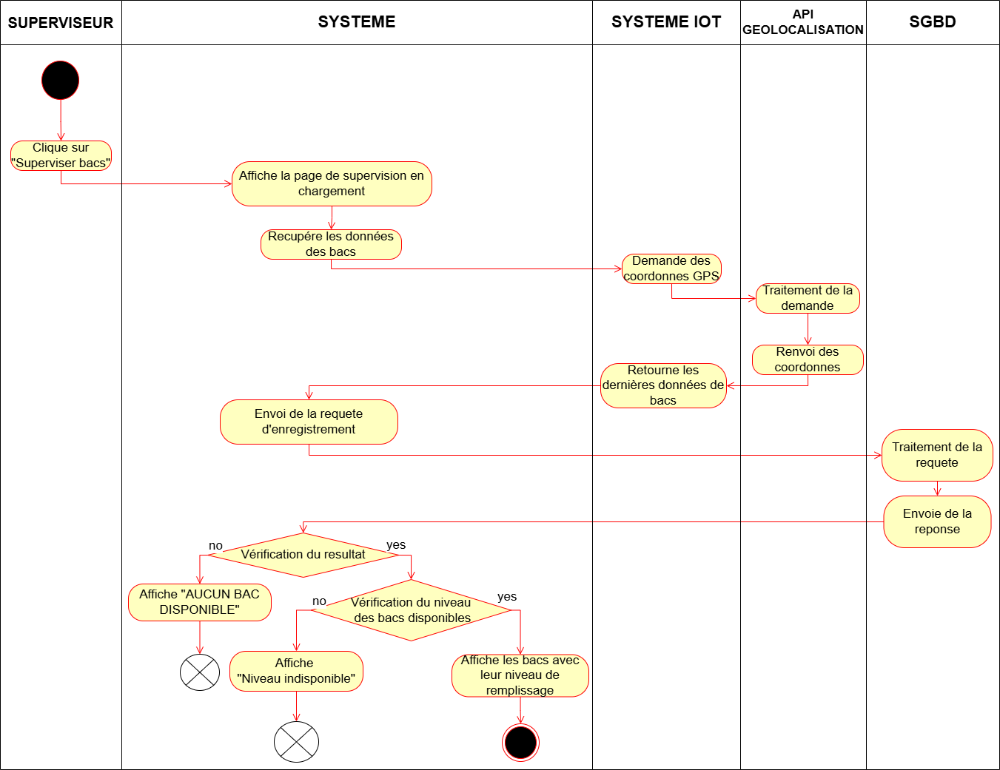 SUPERVISEUR
SYSTEME
SYSTEME IOT
API
GEOLOCALISATION
SGBD
Clique sur
"Superviser bacs"
Affiche la page de supervision en
chargement
Recupére les données
des bacs
Demande des
coordonnes GPS
Traitement de la
demande
Renvoi des
coordonnes
Retourne les
dernières données de
bacs
Envoi de la requete
d'enregistrement
Traitement de la
requete
Envoie de la
reponse
no
Vérification du resultat
yes
Affiche "AUCUN BAC
DISPONIBLE"
no
Vérification du niveau
des bacs disponibles
yes
Affiche
"Niveau indisponible"
Affiche les bacs avec
leur niveau de
remplissage